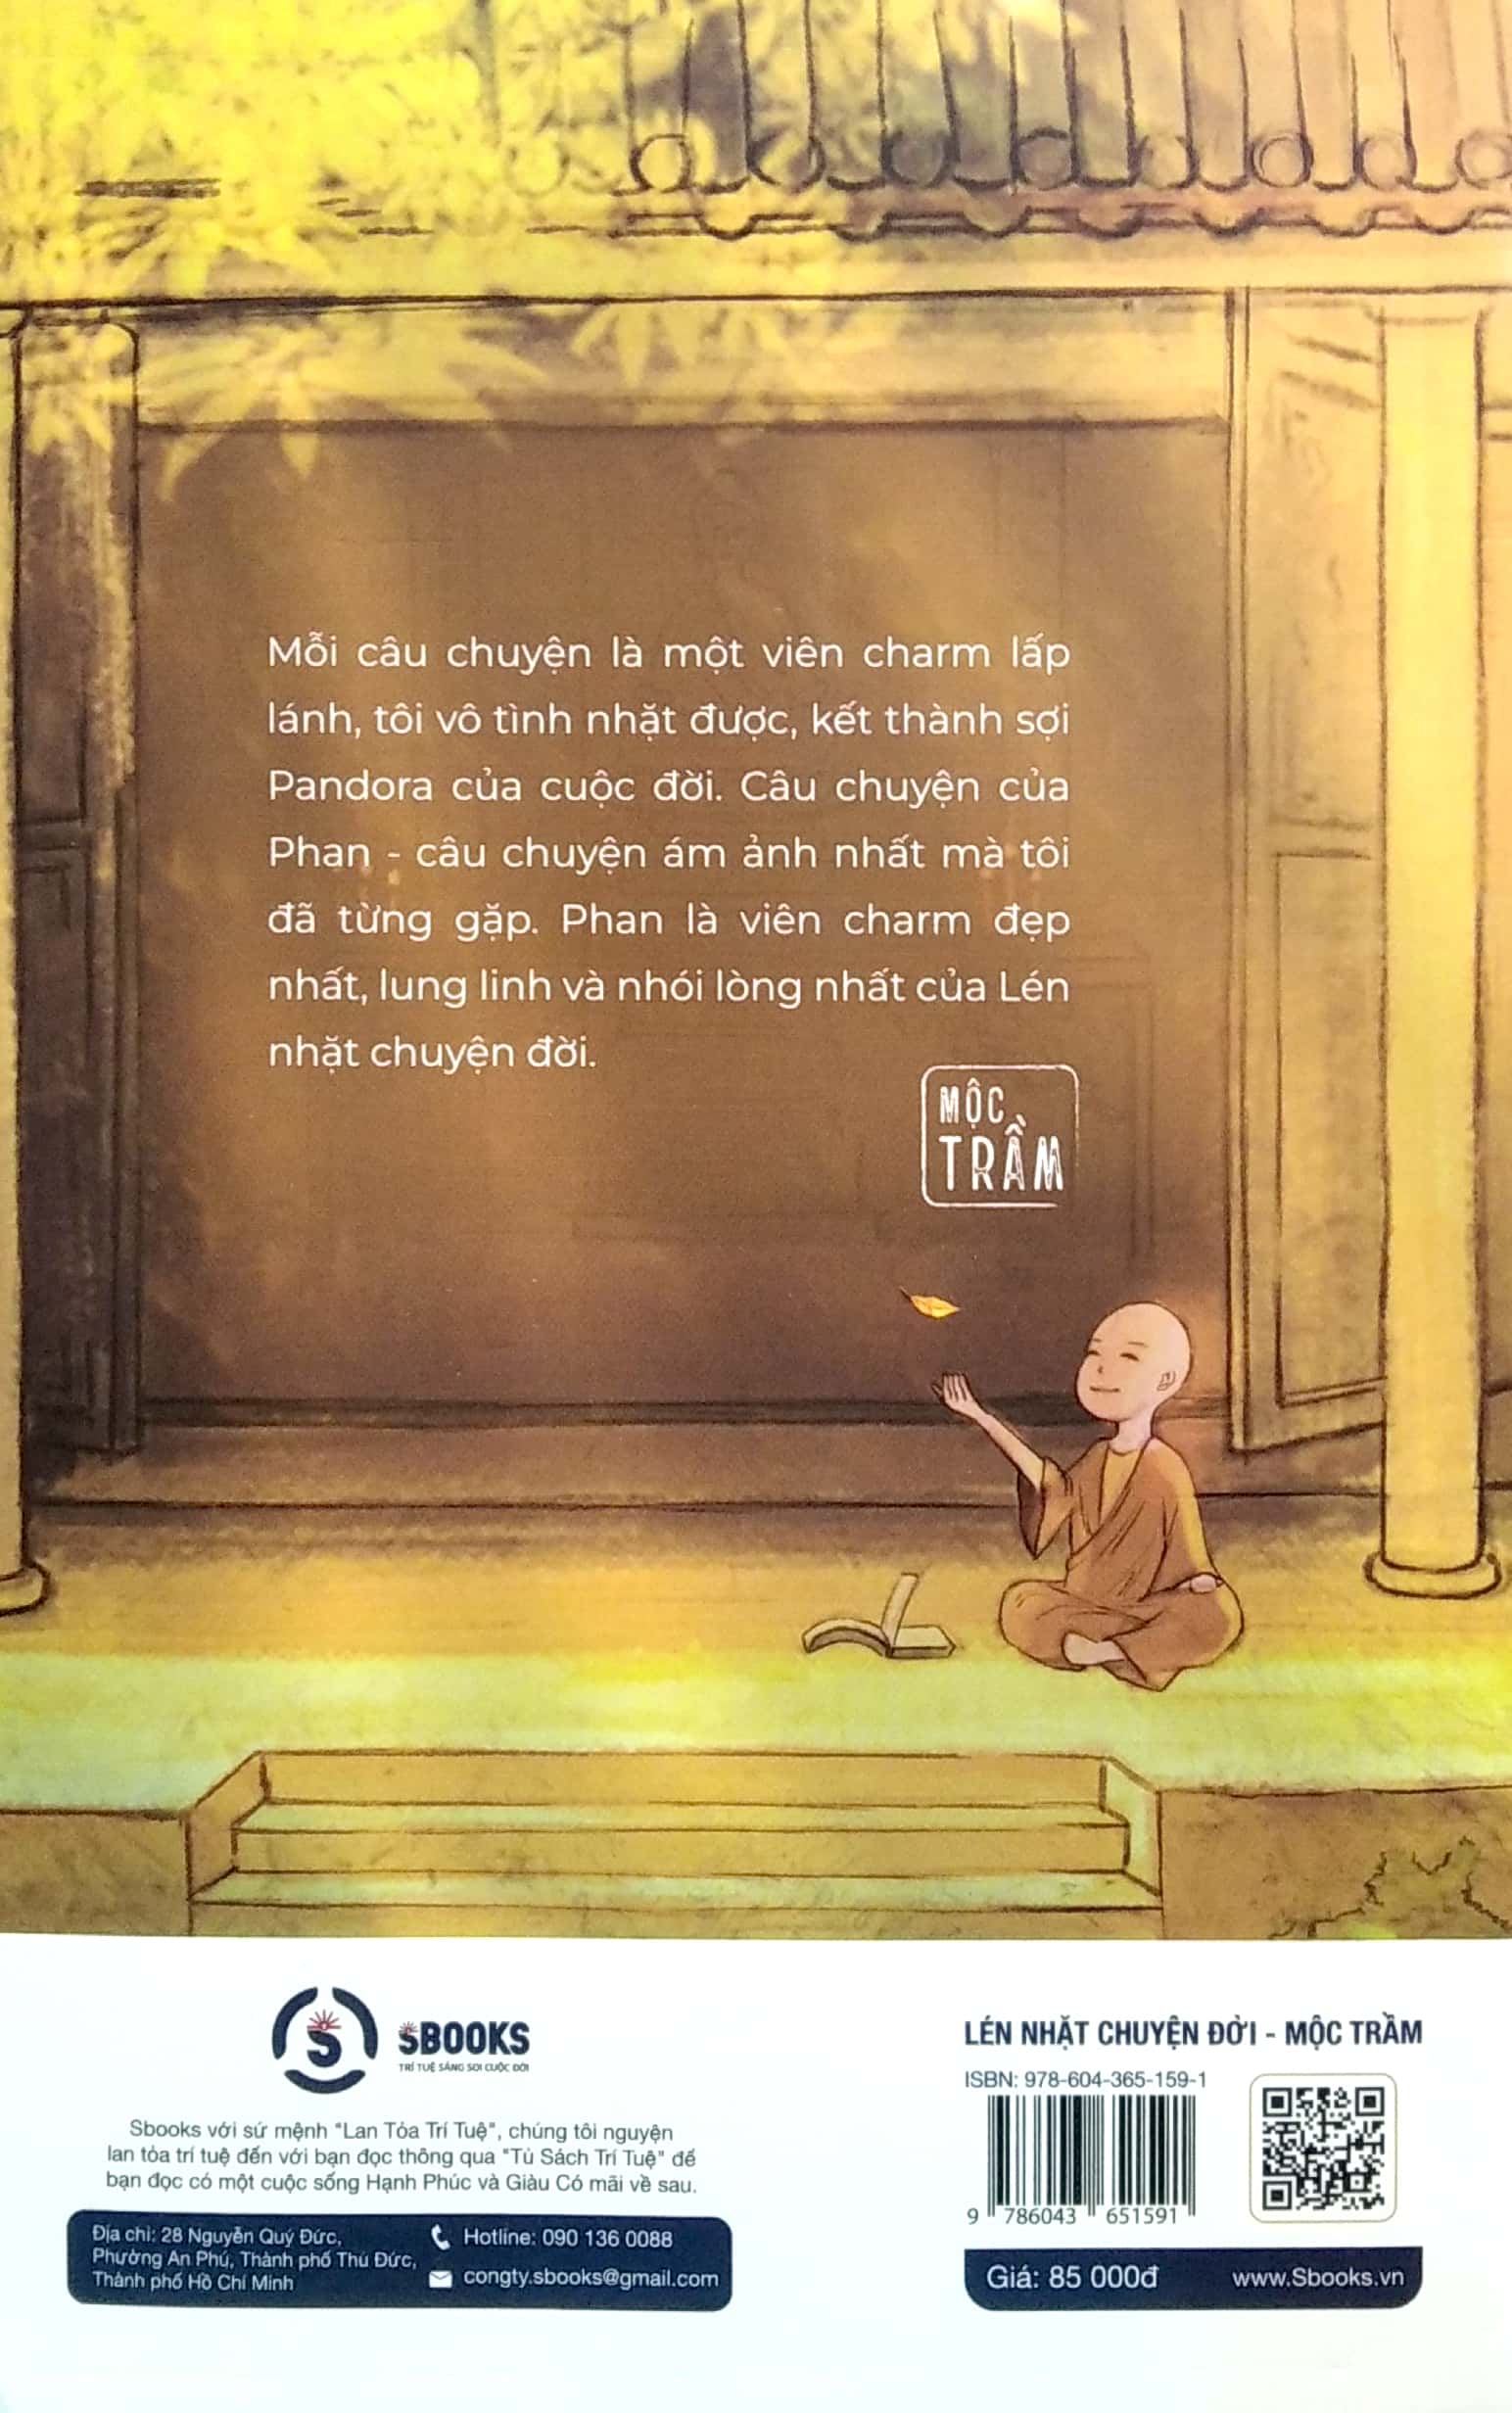 Mỗi câu chuyện là một viên charm lấp
lánh, tôi vô tình nhặt được, kết thành sợi
Pandora của cuộc đời. Câu chuyện của
Phan - câu chuyện ám ảnh nhất mà tôi
đã từng gặp. Phan là viên charm đẹp
nhất, lung linh và nhói lòng nhất của Lén
nhặt chuyện đời.
MỘC
TRẦM
SBOOKS
TRÍ TUỆ SÁNG SOI CUỘC ĐỜI
Sbooks với sứ mệnh "Lan Tỏa Trí Tuệ", chúng tôi nguyện
lan tỏa trí tuệ đến với bạn đọc thông qua "Tủ Sách Trí Tuệ" để
bạn đọc có một cuộc sống Hạnh Phúc và Giàu Có mãi về sau.
Địa chỉ: 28 Nguyễn Quý Đức,
Phường An Phú, Thành phố Thủ Đức,
Thành phố Hồ Chí Minh
Hotline: 090 136 0088
congty.sbooks@gmail.com
LÉN NHẶT CHUYỆN ĐỜI - MỘC TRẦM
ISBN: 978-604-365-159-1
9 786043 651591
Giá: 85 000đ
www.Sbooks.vn